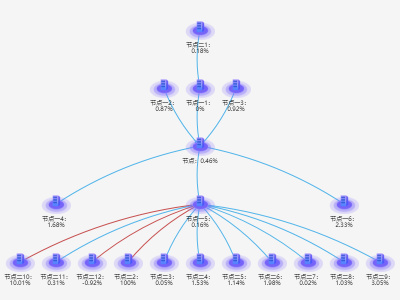 节点二1：
0.18%
节点一2： 节点一1： 节点一3：
0.87% 0% 0.92%
节点：0.46%
节点一4： 节点一5： 节点一6：
1.68% 0.16% 2.33%
节点二10： 节点二11： 节点二12： 节点二2： 节点二3： 节点二4： 节点二5： 节点二6： 节点二7： 节点二8： 节点二9：
10.01% 0.31% -0.92% 100% 0.05% 1.53% 1.14% 1.98% 0.02% 1.03% 3.05%